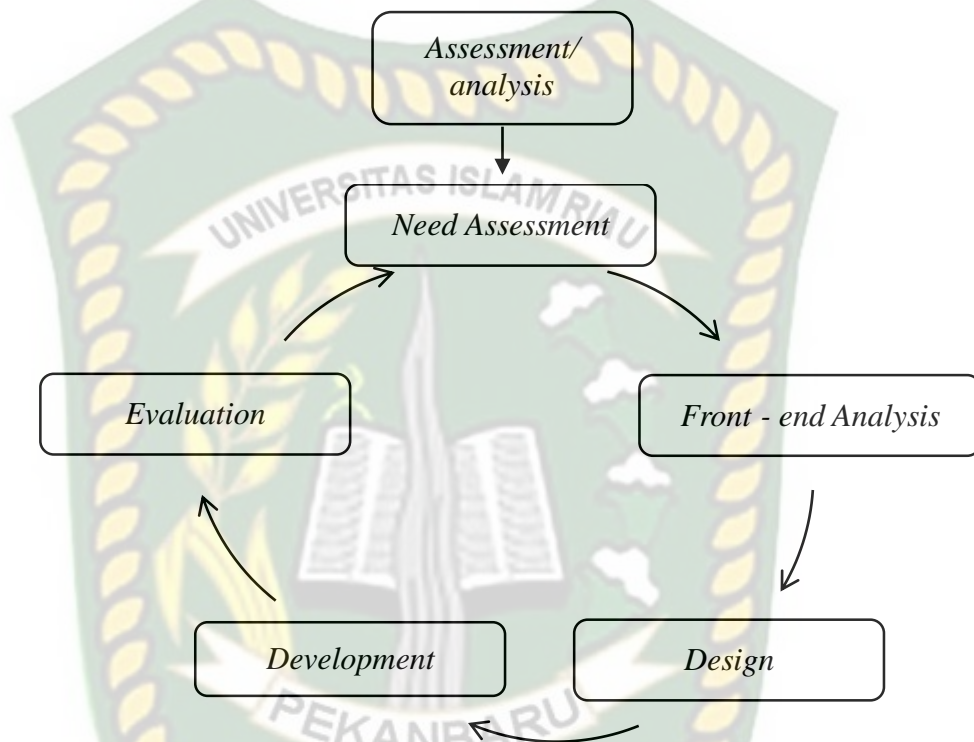 Assessment/
analysis
UNIVERSITAS ISLAM RIAU
Need Assessment
Evaluation
Front - end Analysis
Development
Design
PEKANBARU